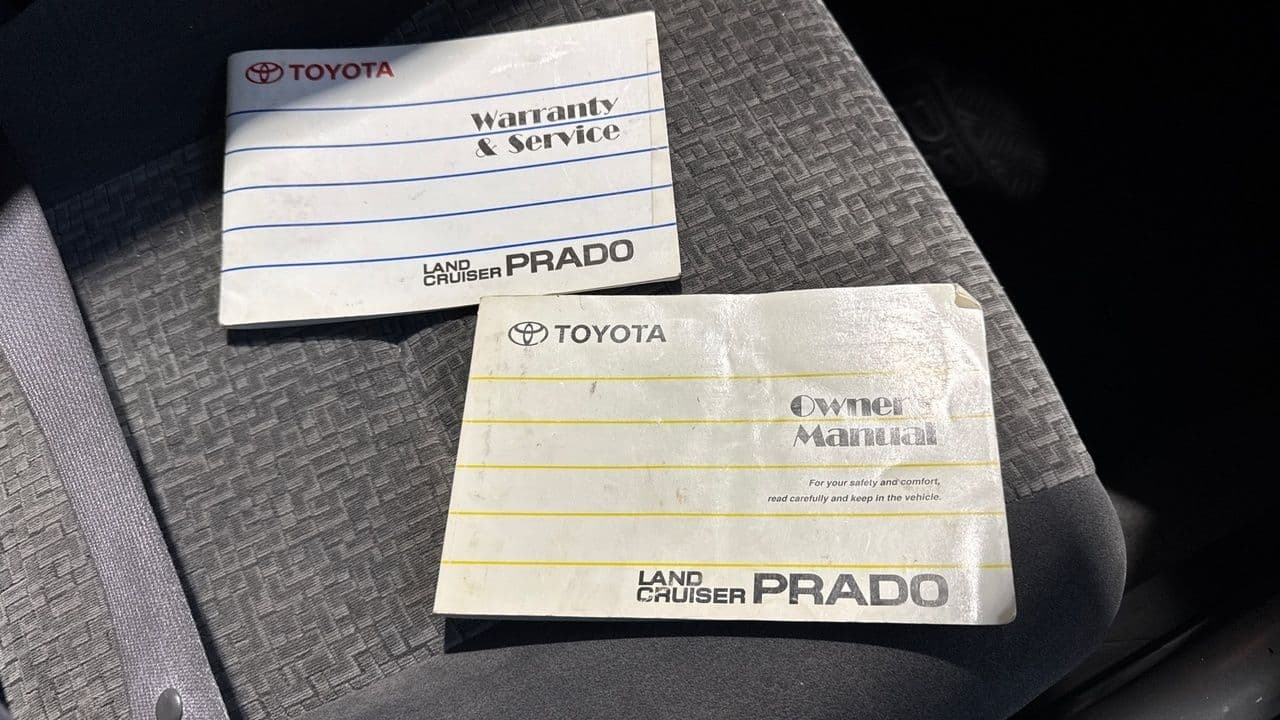 TOYOTA
Warranty
& Service
LAND
CRUISER PRADO
TOYOTA
Owner's
Manual
For your safety and comfort,
read carefully and keep in the vehicle.
LAND
CRUISER PRADO